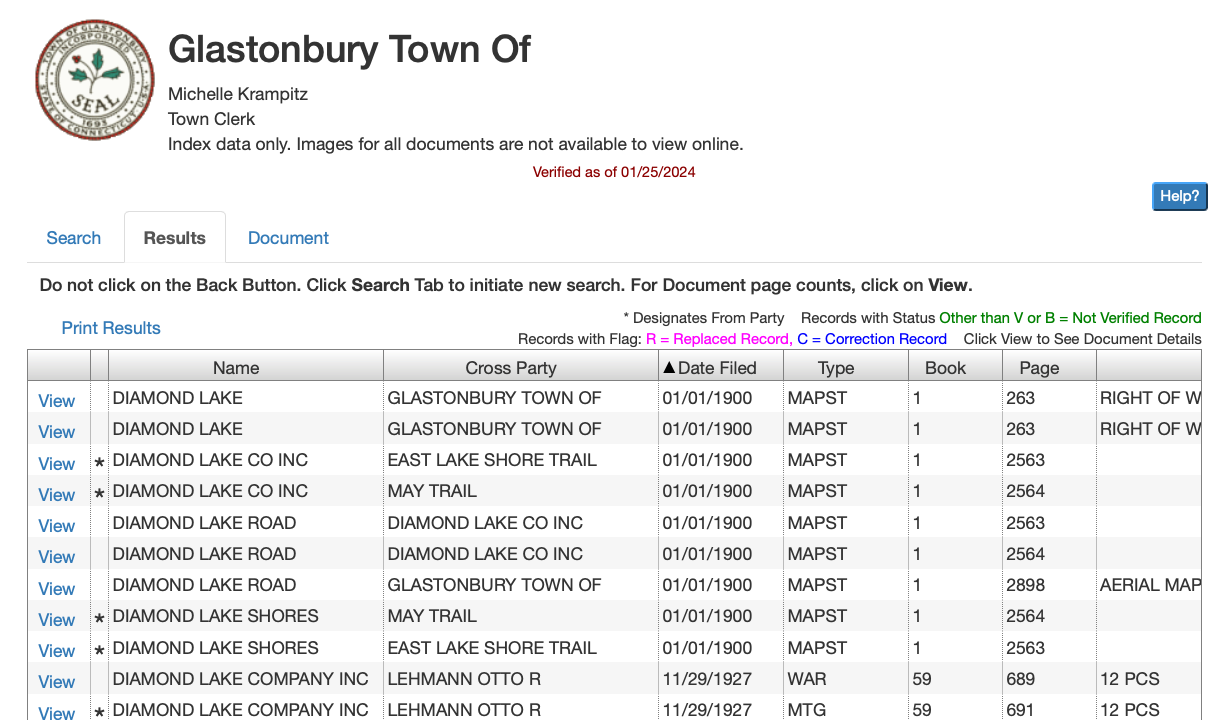 TOWN OF GLASTONBURY
INCORPORATED
SEAL
1693
STATE OF CONNECTICUT U.S.A.
Glastonbury Town Of
Michelle Krampitz
Town Clerk
Index data only. Images for all documents are not available to view online.
Verified as of 01/25/2024
Help?
Search Results Document
Do not click on the Back Button. Click Search Tab to initiate new search. For Document page counts, click on View.
* Designates From Party Records with Status Other than V or B = Not Verified Record
Print Results
Records with Flag: R = Replaced Record, C = Correction Record Click View to See Document Details
Name Cross Party ▲Date Filed Type Book Page
View DIAMOND LAKE GLASTONBURY TOWN OF 01/01/1900 MAPST 1 263 RIGHT OF W
View DIAMOND LAKE GLASTONBURY TOWN OF 01/01/1900 MAPST 1 263 RIGHT OF W
View * DIAMOND LAKE CO INC EAST LAKE SHORE TRAIL 01/01/1900 MAPST 1 2563
View * DIAMOND LAKE CO INC MAY TRAIL 01/01/1900 MAPST 1 2564
View DIAMOND LAKE ROAD DIAMOND LAKE CO INC 01/01/1900 MAPST 1 2563
View DIAMOND LAKE ROAD DIAMOND LAKE CO INC 01/01/1900 MAPST 1 2564
View DIAMOND LAKE ROAD GLASTONBURY TOWN OF 01/01/1900 MAPST 1 2898 AERIAL MAP
View * DIAMOND LAKE SHORES MAY TRAIL 01/01/1900 MAPST 1 2564
View * DIAMOND LAKE SHORES EAST LAKE SHORE TRAIL 01/01/1900 MAPST 1 2563
View DIAMOND LAKE COMPANY INC LEHMANN OTTO R 11/29/1927 WAR 59 689 12 PCS
View * DIAMOND LAKE COMPANY INC LEHMANN OTTO R 11/29/1927 MTG 59 691 12 PCS